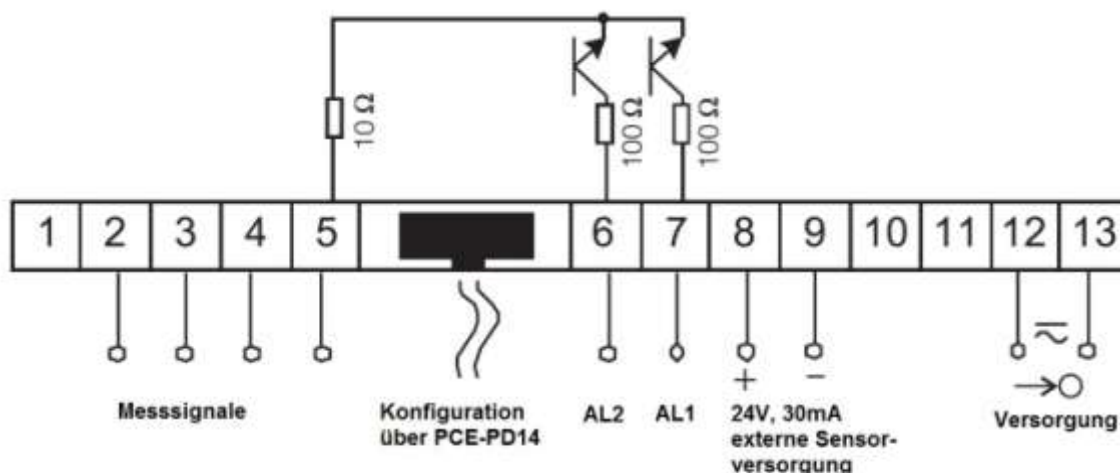 10 Ω
100 Ω
100 Ω
1 2 3 4 5 6 7 8 9 10 11 12 13
+ -
Messsignale
Konfiguration
über PCE-PD14
AL2
AL1
24V, 30mA
externe Sensor-
versorgung
Versorgung